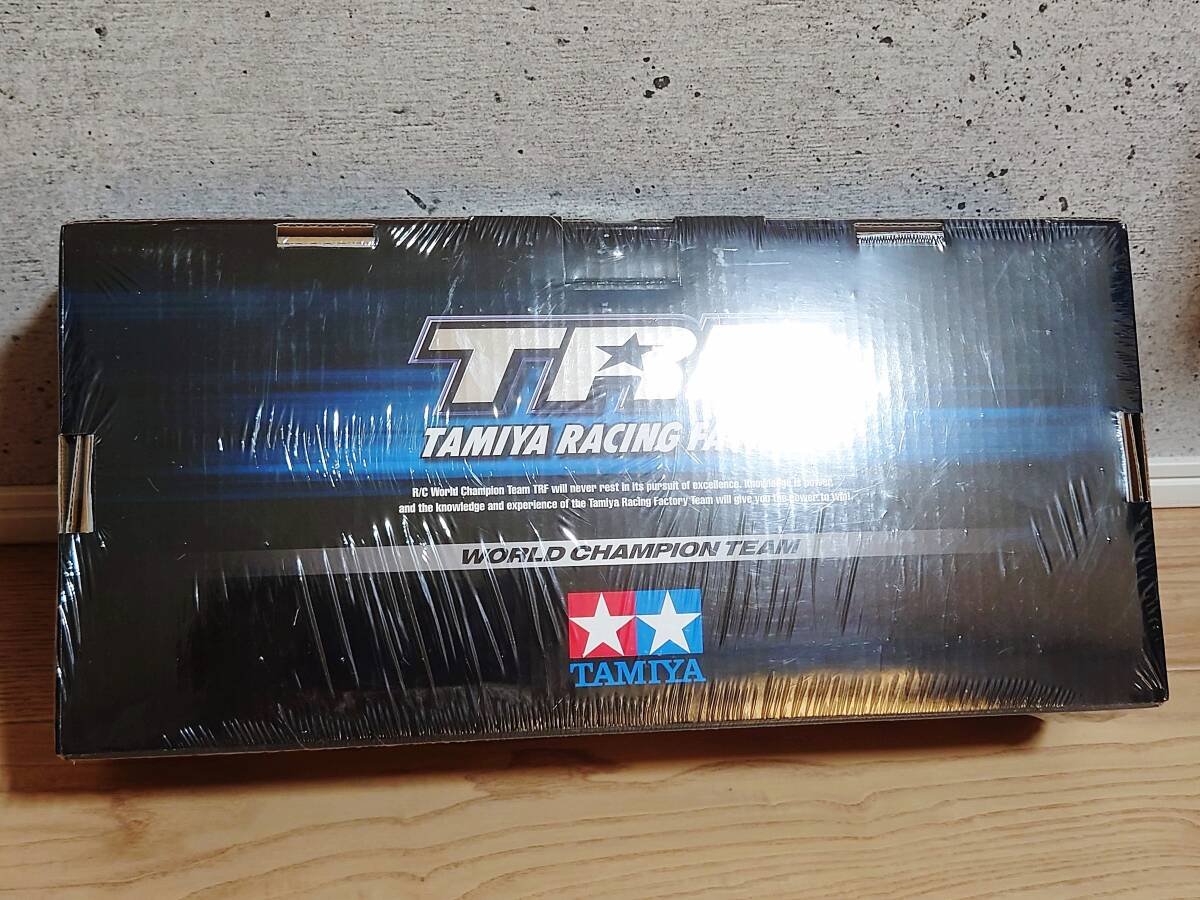 TRF
TAMIYA RACING FA
R/C World Champion Team TRF will never rest in its pursuit of excellence. Knowledge is power,
and the knowledge and experience of the Tamiya Racing Factory Team will give you the power to win!
WORLD CHAMPION TEAM
TAMIYA